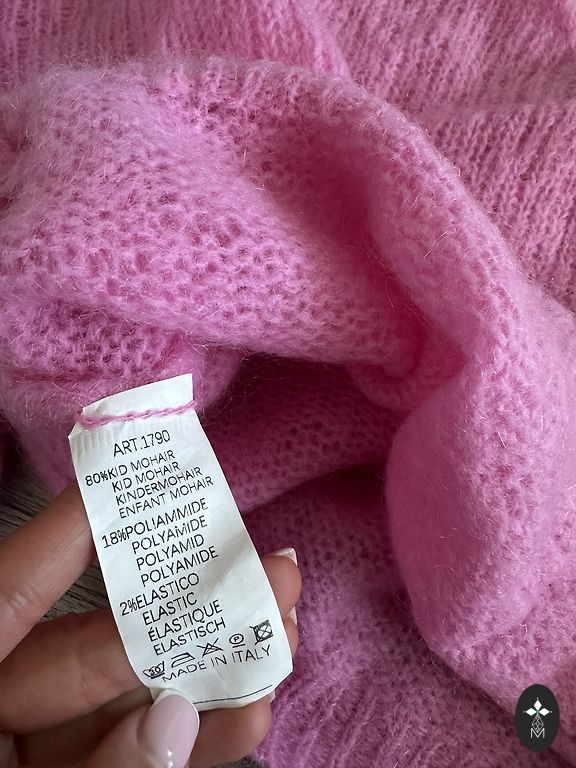 ART.1790
80%KID MOHAIR
KID MOHAIR
KINDERMOHAIR
ENFANT MOHAIR
18%POLIAMMIDE
POLYAMIDE
POLYAMID
POLYAMIDE
2%ELASTICO
ELASTIC
ÉLASTIQUE
ELASTISCH
30 P
MADE IN ITALY
M